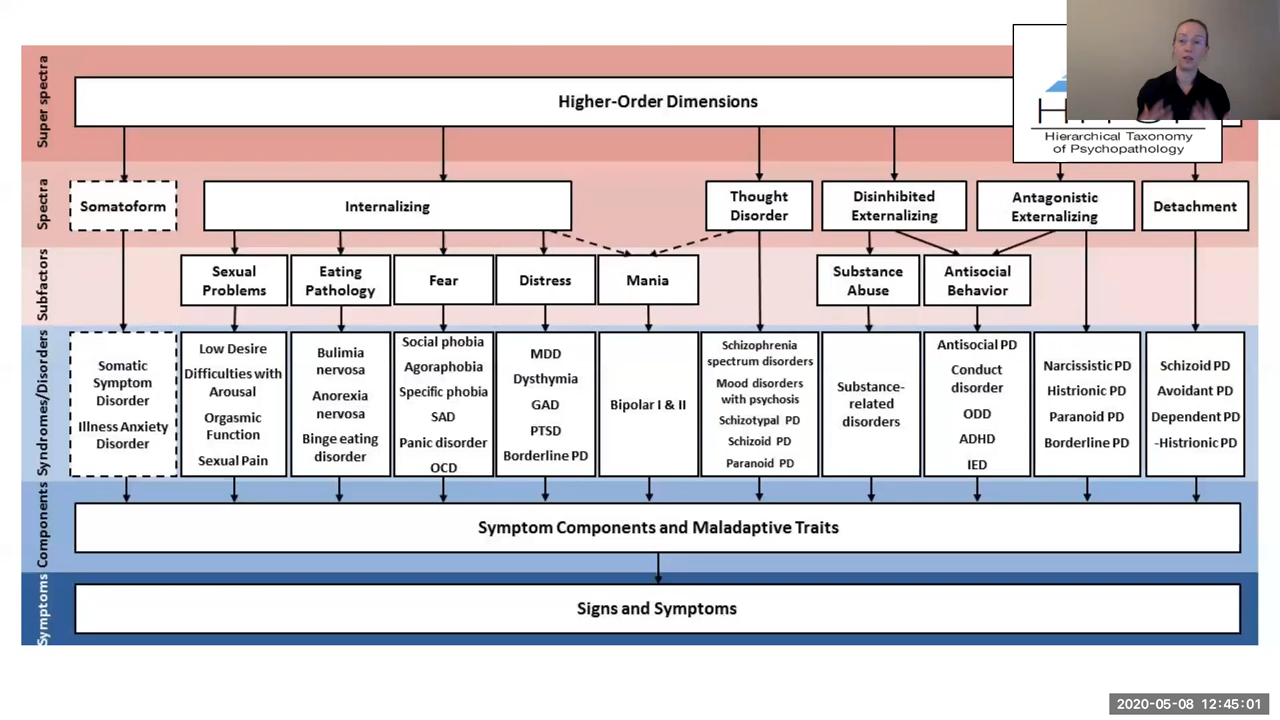 Super spectra
Higher-Order Dimensions
Hierarchical Taxonomy
of Psychopathology
Spectra
Somatoform
Internalizing
Thought
Disorder
Disinhibited
Externalizing
Antagonistic
Externalizing
Detachment
Subfactors
Sexual
Problems
Eating
Pathology
Fear
Distress
Mania
Substance
Abuse
Antisocial
Behavior
Syndromes/Disorders
Somatic
Symptom
Disorder
Illness Anxiety
Disorder
Low Desire
Difficulties with
Arousal
Orgasmic
Function
Sexual Pain
Bulimia
nervosa
Anorexia
nervosa
Binge eating
disorder
Social phobia
Agoraphobia
Specific phobia
SAD
Panic disorder
OCD
MDD
Dysthymia
GAD
PTSD
Borderline PD
Bipolar I & II
Schizophrenia
spectrum disorders
Mood disorders
with psychosis
Schizotypal PD
Schizoid PD
Paranoid PD
Substance-
related
disorders
Antisocial PD
Conduct
disorder
ODD
ADHD
IED
Narcissistic PD
Histrionic PD
Paranoid PD
Borderline PD
Schizoid PD
Avoidant PD
Dependent PD
-Histrionic PD
Components
Symptom Components and Maladaptive Traits
Symptoms
Signs and Symptoms
2020-05-08 12:45:01